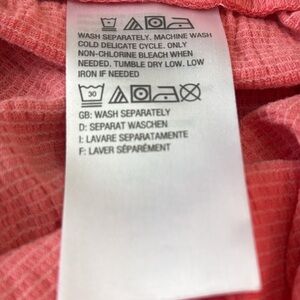 WASH SEPARATELY. MACHINE WASH
COLD DELICATE CYCLE. ONLY
NON-CHLORINE BLEACH WHEN
NEEDED. TUMBLE DRY LOW. LOW
IRON IF NEEDED
30
GB: WASH SEPARATELY
D: SEPARAT WASCHEN
I: LAVARE SEPARATAMENTE
F: LAVER SÉPARÉMENT